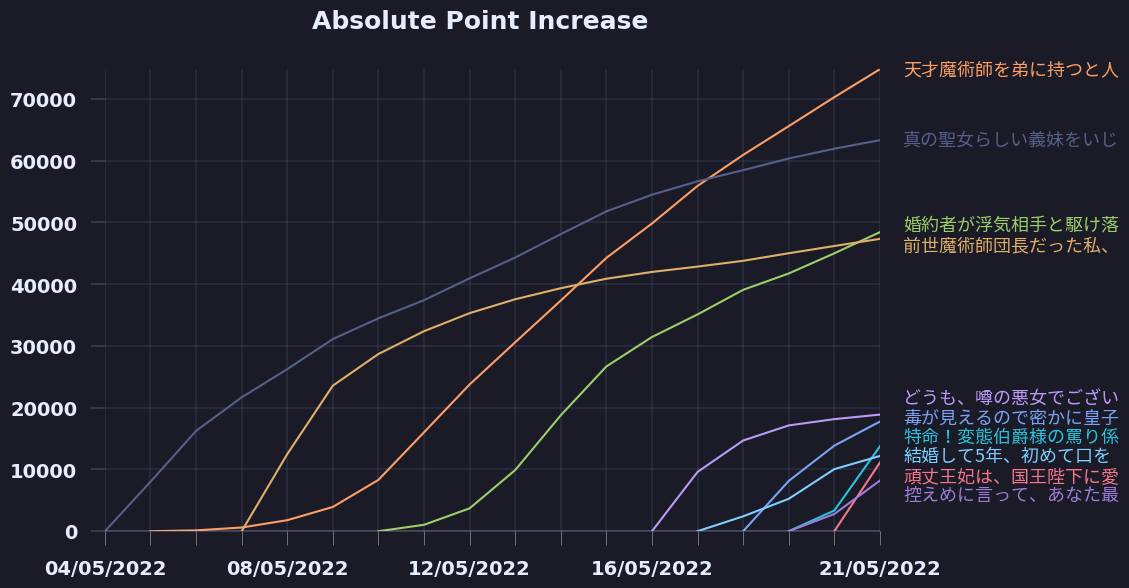 Absolute Point Increase
天才魔術師を弟に持つと人
70000
真の聖女らしい義妹をいじ
60000
婚約者が浮気相手と駆け落
50000
前世魔術師団長だった私、
40000
30000
どうも、噂の悪女でござい
20000
毒が見えるので密かに皇子
特命！変態伯爵様の罵り係
結婚して5年、初めて口を
10000
頑丈王妃は、国王陛下に愛
控えめに言って、あなた最
0
04/05/2022 08/05/2022 12/05/2022 16/05/2022 21/05/2022